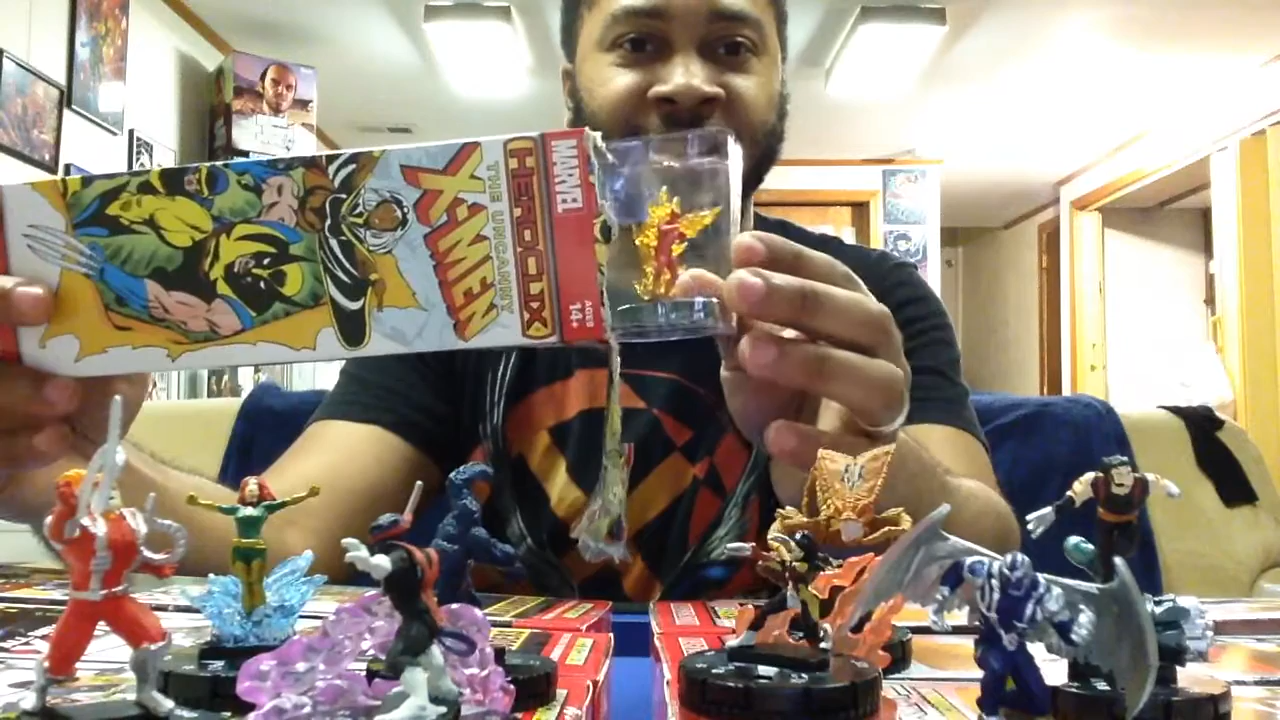 MARVEL
HEROCLIX
THE UNCANNY
X-MEN
AGES
14+